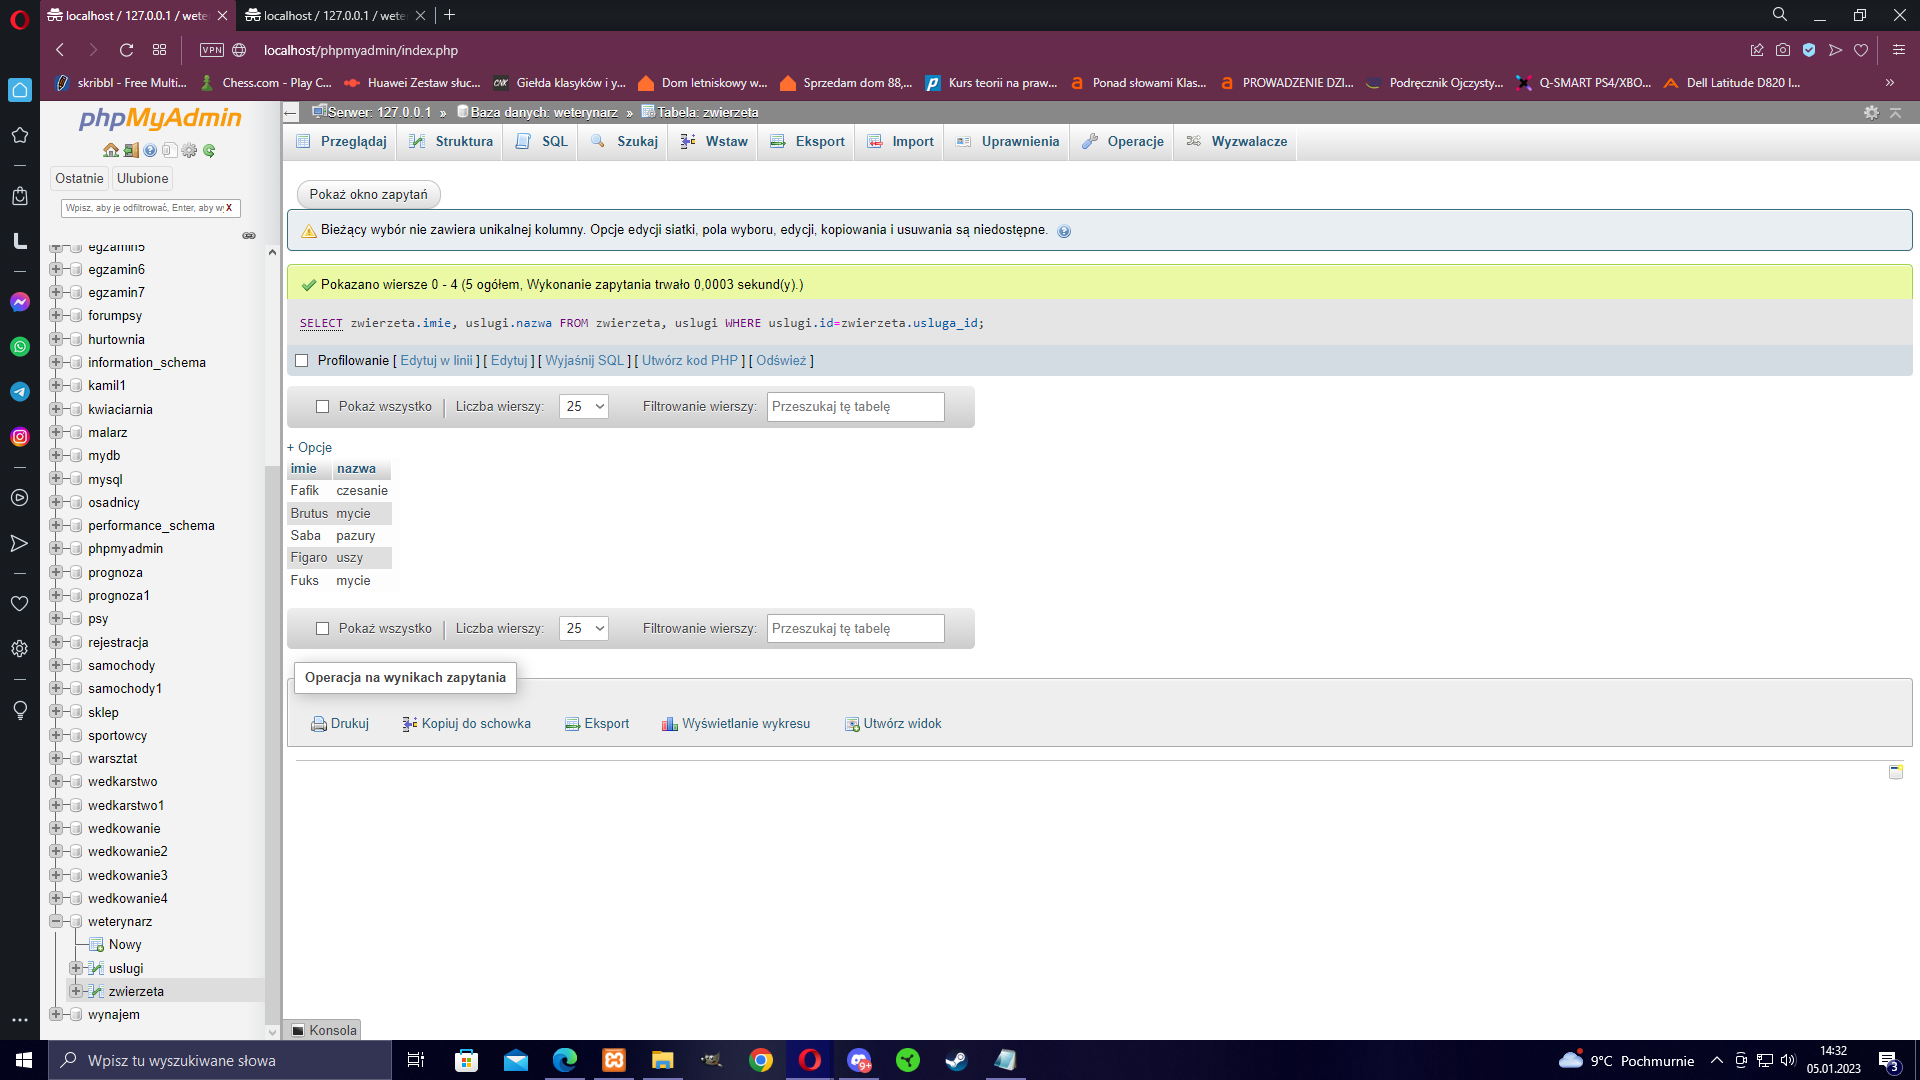 localhost / 127.0.0.1 / wete
localhost / 127.0.0.1 / wete
VPN
localhost/phpmyadmin/index.php
skribbl - Free Multi...
Chess.com - Play C...
Huawei Zestaw słuc...
Giełda klasyków i y...
Dom letniskowy w...
Sprzedam dom 88,...
Kurs teorii na praw...
Ponad słowami Klas...
PROWADZENIE DZI...
Podręcznik Ojczysty...
Q-SMART PS4/XBO...
Dell Latitude D820 I...
»
phpMyAdmin
Ostatnie
Ulubione
Wpisz, aby je odfiltrować, Enter, aby wy
X
egzamin5
egzamin6
egzamin7
forumpsy
hurtownia
information_schema
kamil1
kwiaciarnia
malarz
mydb
mysql
osadnicy
performance_schema
phpmyadmin
prognoza
prognoza1
psy
rejestracja
samochody
samochody1
sklep
sportowcy
warsztat
wedkarstwo
wedkarstwo1
wedkowanie
wedkowanie2
wedkowanie3
wedkowanie4
weterynarz
Nowy
uslugi
zwierzeta
wynajem
Serwer: 127.0.0.1 » Baza danych: weterynarz » Tabela: zwierzeta
Przeglądaj
Struktura
SQL
Szukaj
Wstaw
Eksport
Import
Uprawnienia
Operacje
Wyzwalacze
Pokaż okno zapytań
Bieżący wybór nie zawiera unikalnej kolumny. Opcje edycji siatki, pola wyboru, edycji, kopiowania i usuwania są niedostępne.
Pokazano wiersze 0 - 4 (5 ogółem, Wykonanie zapytania trwało 0,0003 sekund(y).)
SELECT zwierzeta.imie, uslugi.nazwa FROM zwierzeta, uslugi WHERE uslugi.id=zwierzeta.usluga_id;
Profilowanie [ Edytuj w linii ] [ Edytuj ] [ Wyjaśnij SQL ] [ Utwórz kod PHP ] [ Odśwież ]
Pokaż wszystko
Liczba wierszy:
25
Filtrowanie wierszy:
Przeszukaj tę tabelę
+ Opcje
imie nazwa
Fafik czesanie
Brutus mycie
Saba pazury
Figaro uszy
Fuks mycie
Pokaż wszystko
Liczba wierszy:
25
Filtrowanie wierszy:
Przeszukaj tę tabelę
Operacja na wynikach zapytania
Drukuj
Kopiuj do schowka
Eksport
Wyświetlanie wykresu
Utwórz widok
Konsola
Wpisz tu wyszukiwane słowa
9+
9°C Pochmurnie
14:32
05.01.2023
3